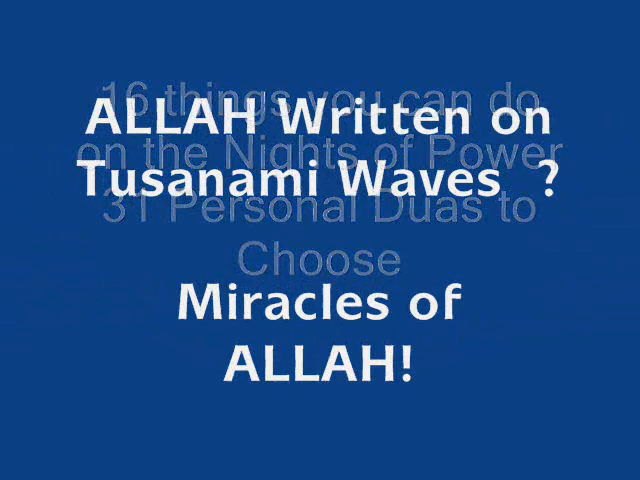 16 things you can do
ALLAH Written on
on the Nights of Power
Tusanami Waves ?
31 Personal Duas to
Choose
Miracles of
ALLAH!